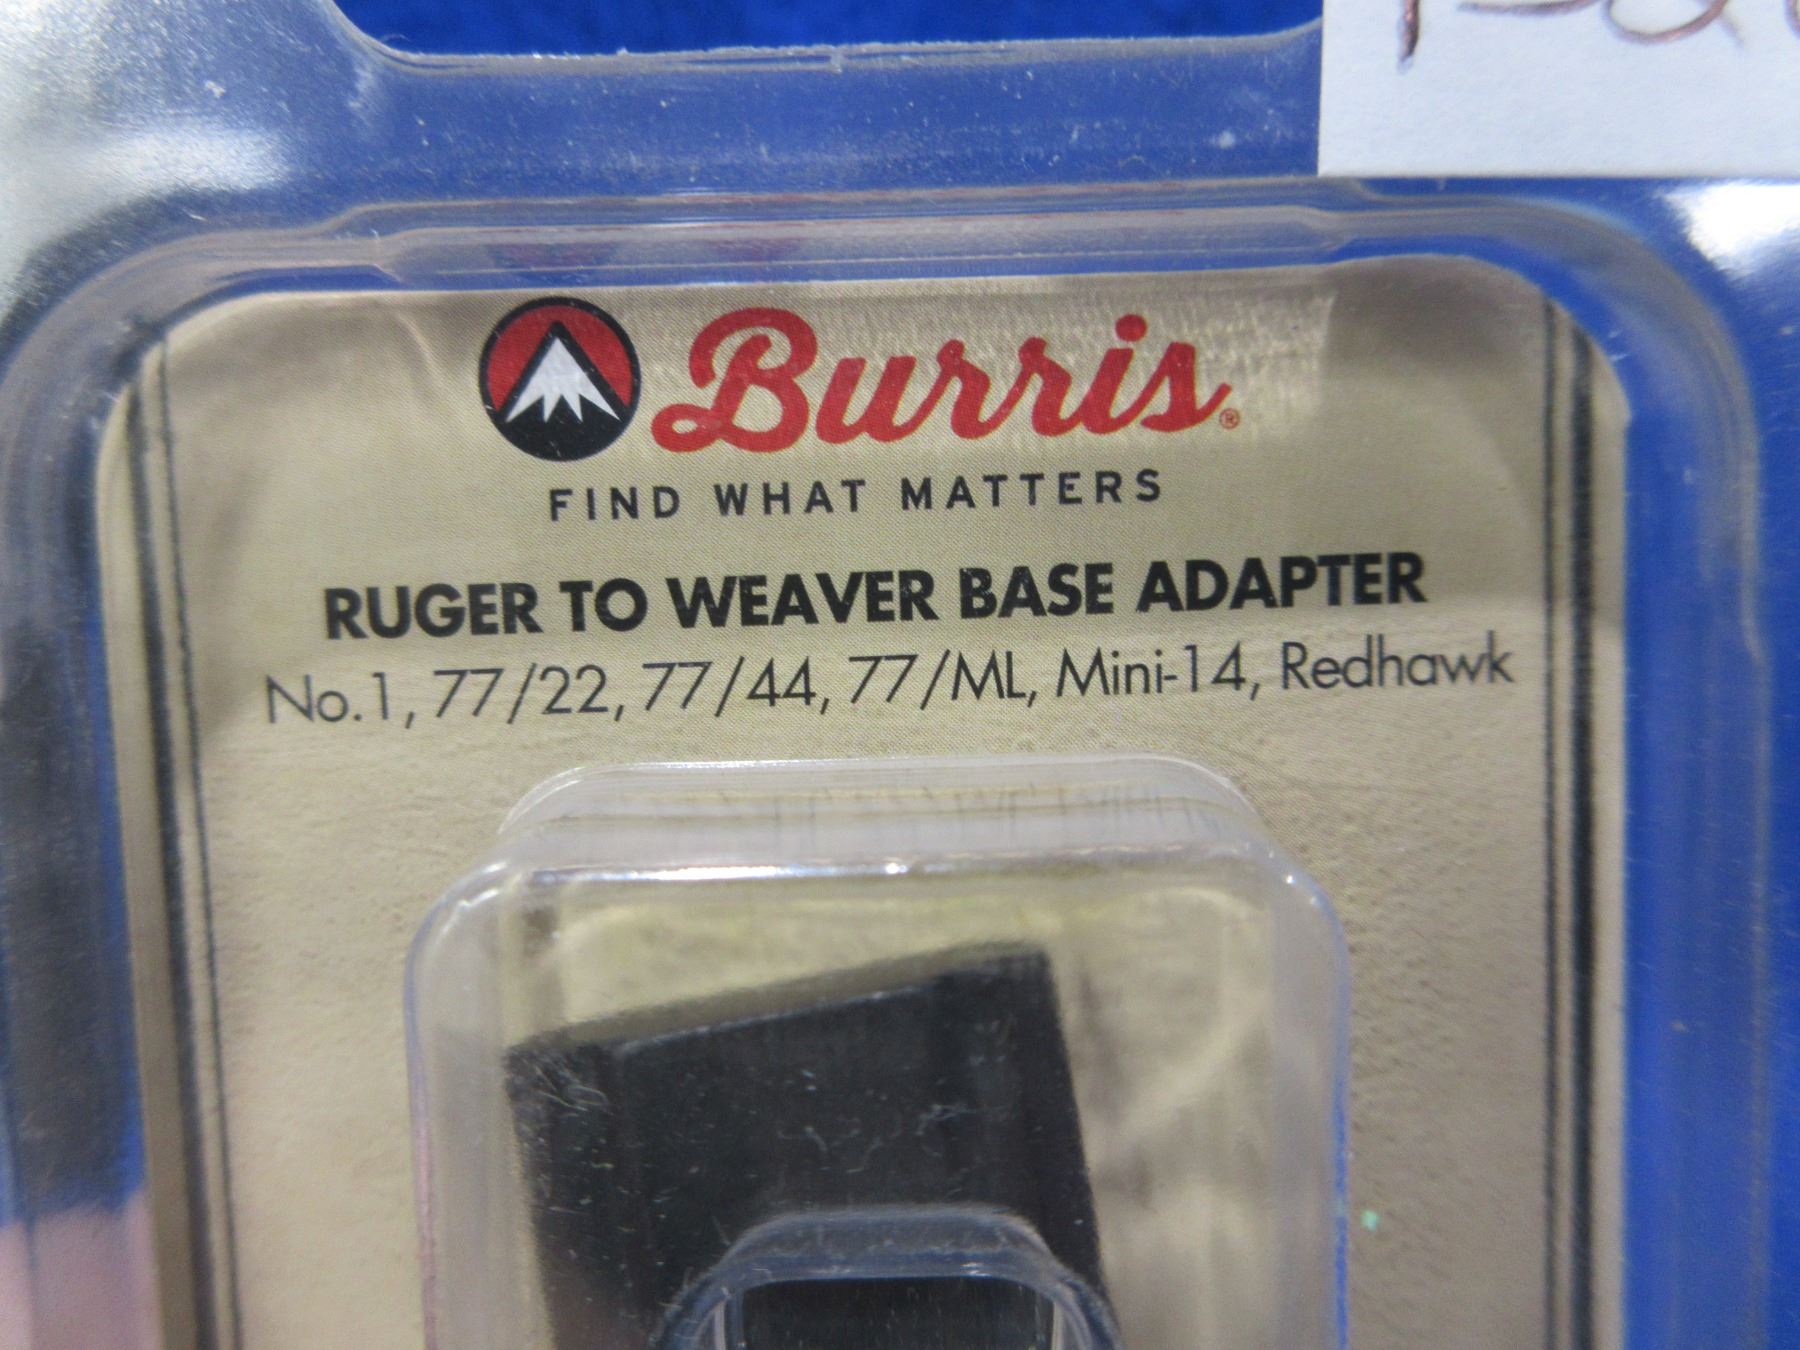 Burris®
FIND WHAT MATTERS
RUGER TO WEAVER BASE ADAPTER
No.1, 77/22, 77/44, 77/ML, Mini-14, Redhawk